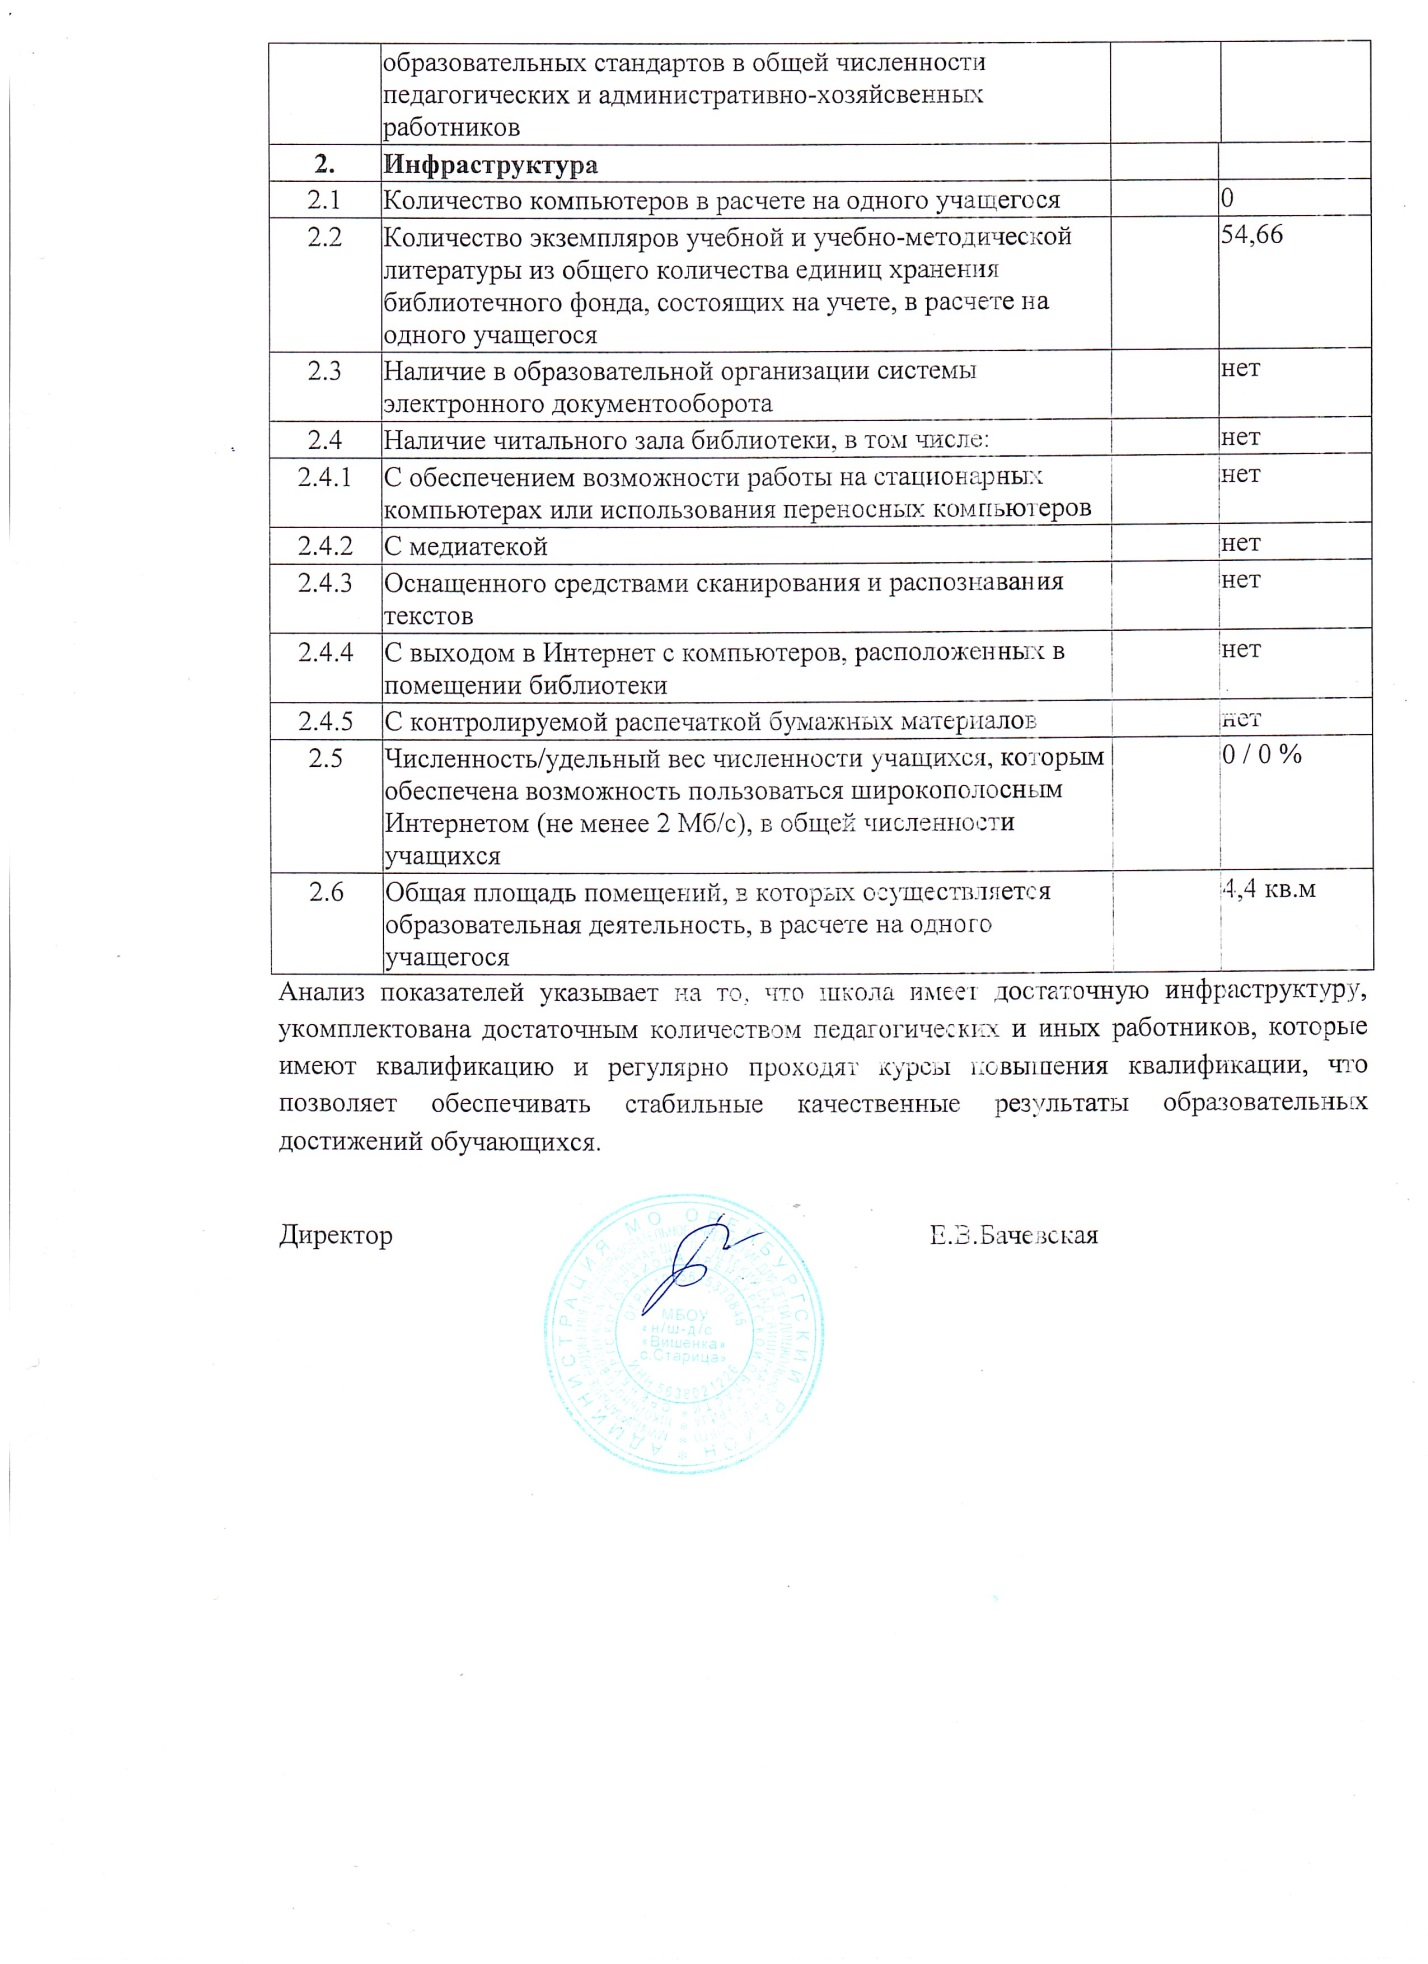 образовательных стандартов в общей численности
педагогических и административно-хозяйсвенных
работников
2. Инфраструктура
2.1 Количество компьютеров в расчете на одного учащегося 0
2.2 Количество экземпляров учебной и учебно-методической 54,66
литературы из общего количества единиц хранения
библиотечного фонда, состоящих на учете, в расчете на
одного учащегося
2.3 Наличие в образовательной организации системы нет
электронного документооборота
2.4 Наличие читального зала библиотеки, в том числе: нет
2.4.1 С обеспечением возможности работы на стационарных нет
компьютерах или использования переносных компьютеров
2.4.2 С медиатекой нет
2.4.3 Оснащенного средствами сканирования и распознавания нет
текстов
2.4.4 С выходом в Интернет с компьютеров, расположенных в нет
помещении библиотеки
2.4.5 С контролируемой распечаткой бумажных материалов нет
2.5 Численность/удельный вес численности учащихся, которым 0 / 0 %
обеспечена возможность пользоваться широкополосным
Интернетом (не менее 2 Мб/с), в общей численности
учащихся
2.6 Общая площадь помещений, в которых осуществляется 4,4 кв.м
образовательная деятельность, в расчете на одного
учащегося
Анализ показателей указывает на то, что школа имеет достаточную инфраструктуру,
укомплектована достаточным количеством педагогических и иных работников, которые
имеют квалификацию и регулярно проходят курсы повышения квалификации, что
позволяет обеспечивать стабильные качественные результаты образовательных
достижений обучающихся.
Директор Е.В.Бачевская
АДМИНИСТРАЦИЯ МО ОРЕНБУРГСКИЙ РАЙОН
МБОУ
«н/ш-д/с
«Вишенка»
с.Старица»